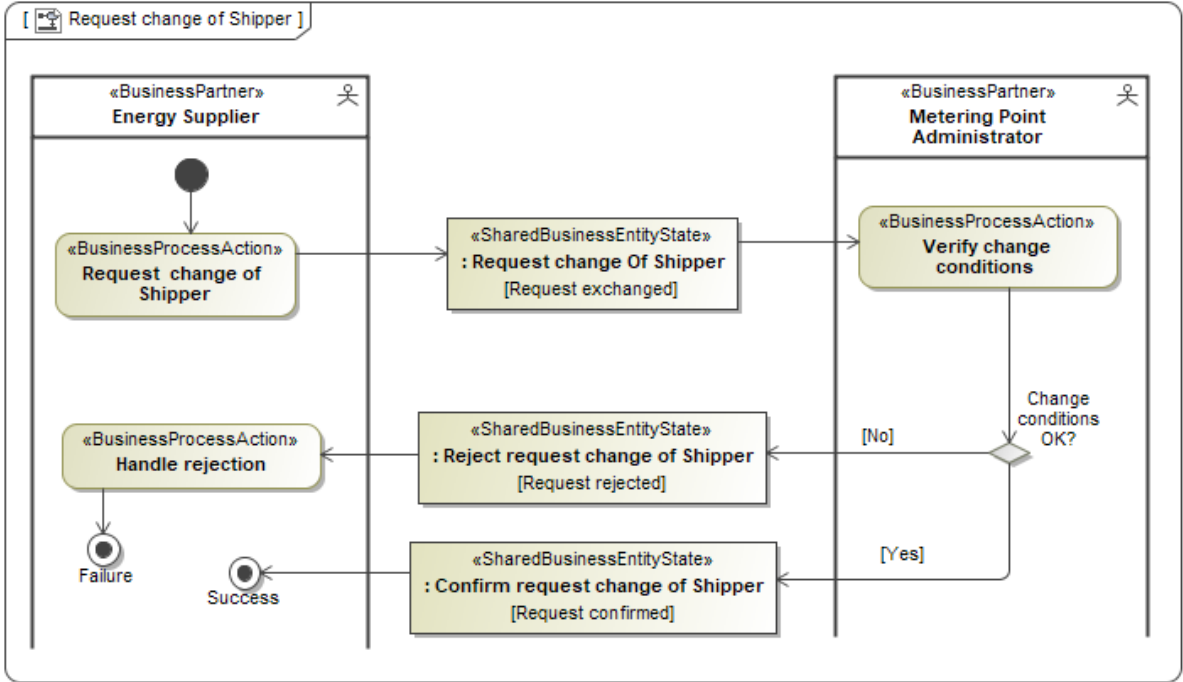 [ Request change of Shipper ]
«BusinessPartner»
Energy Supplier
«BusinessPartner»
Metering Point
Administrator
«BusinessProcessAction»
Request change of
Shipper
«SharedBusinessEntityState»
: Request change Of Shipper
[Request exchanged]
«BusinessProcessAction»
Verify change
conditions
Change
conditions
OK?
[No]
«SharedBusinessEntityState»
: Reject request change of Shipper
[Request rejected]
«BusinessProcessAction»
Handle rejection
Failure
[Yes]
«SharedBusinessEntityState»
: Confirm request change of Shipper
[Request confirmed]
Success